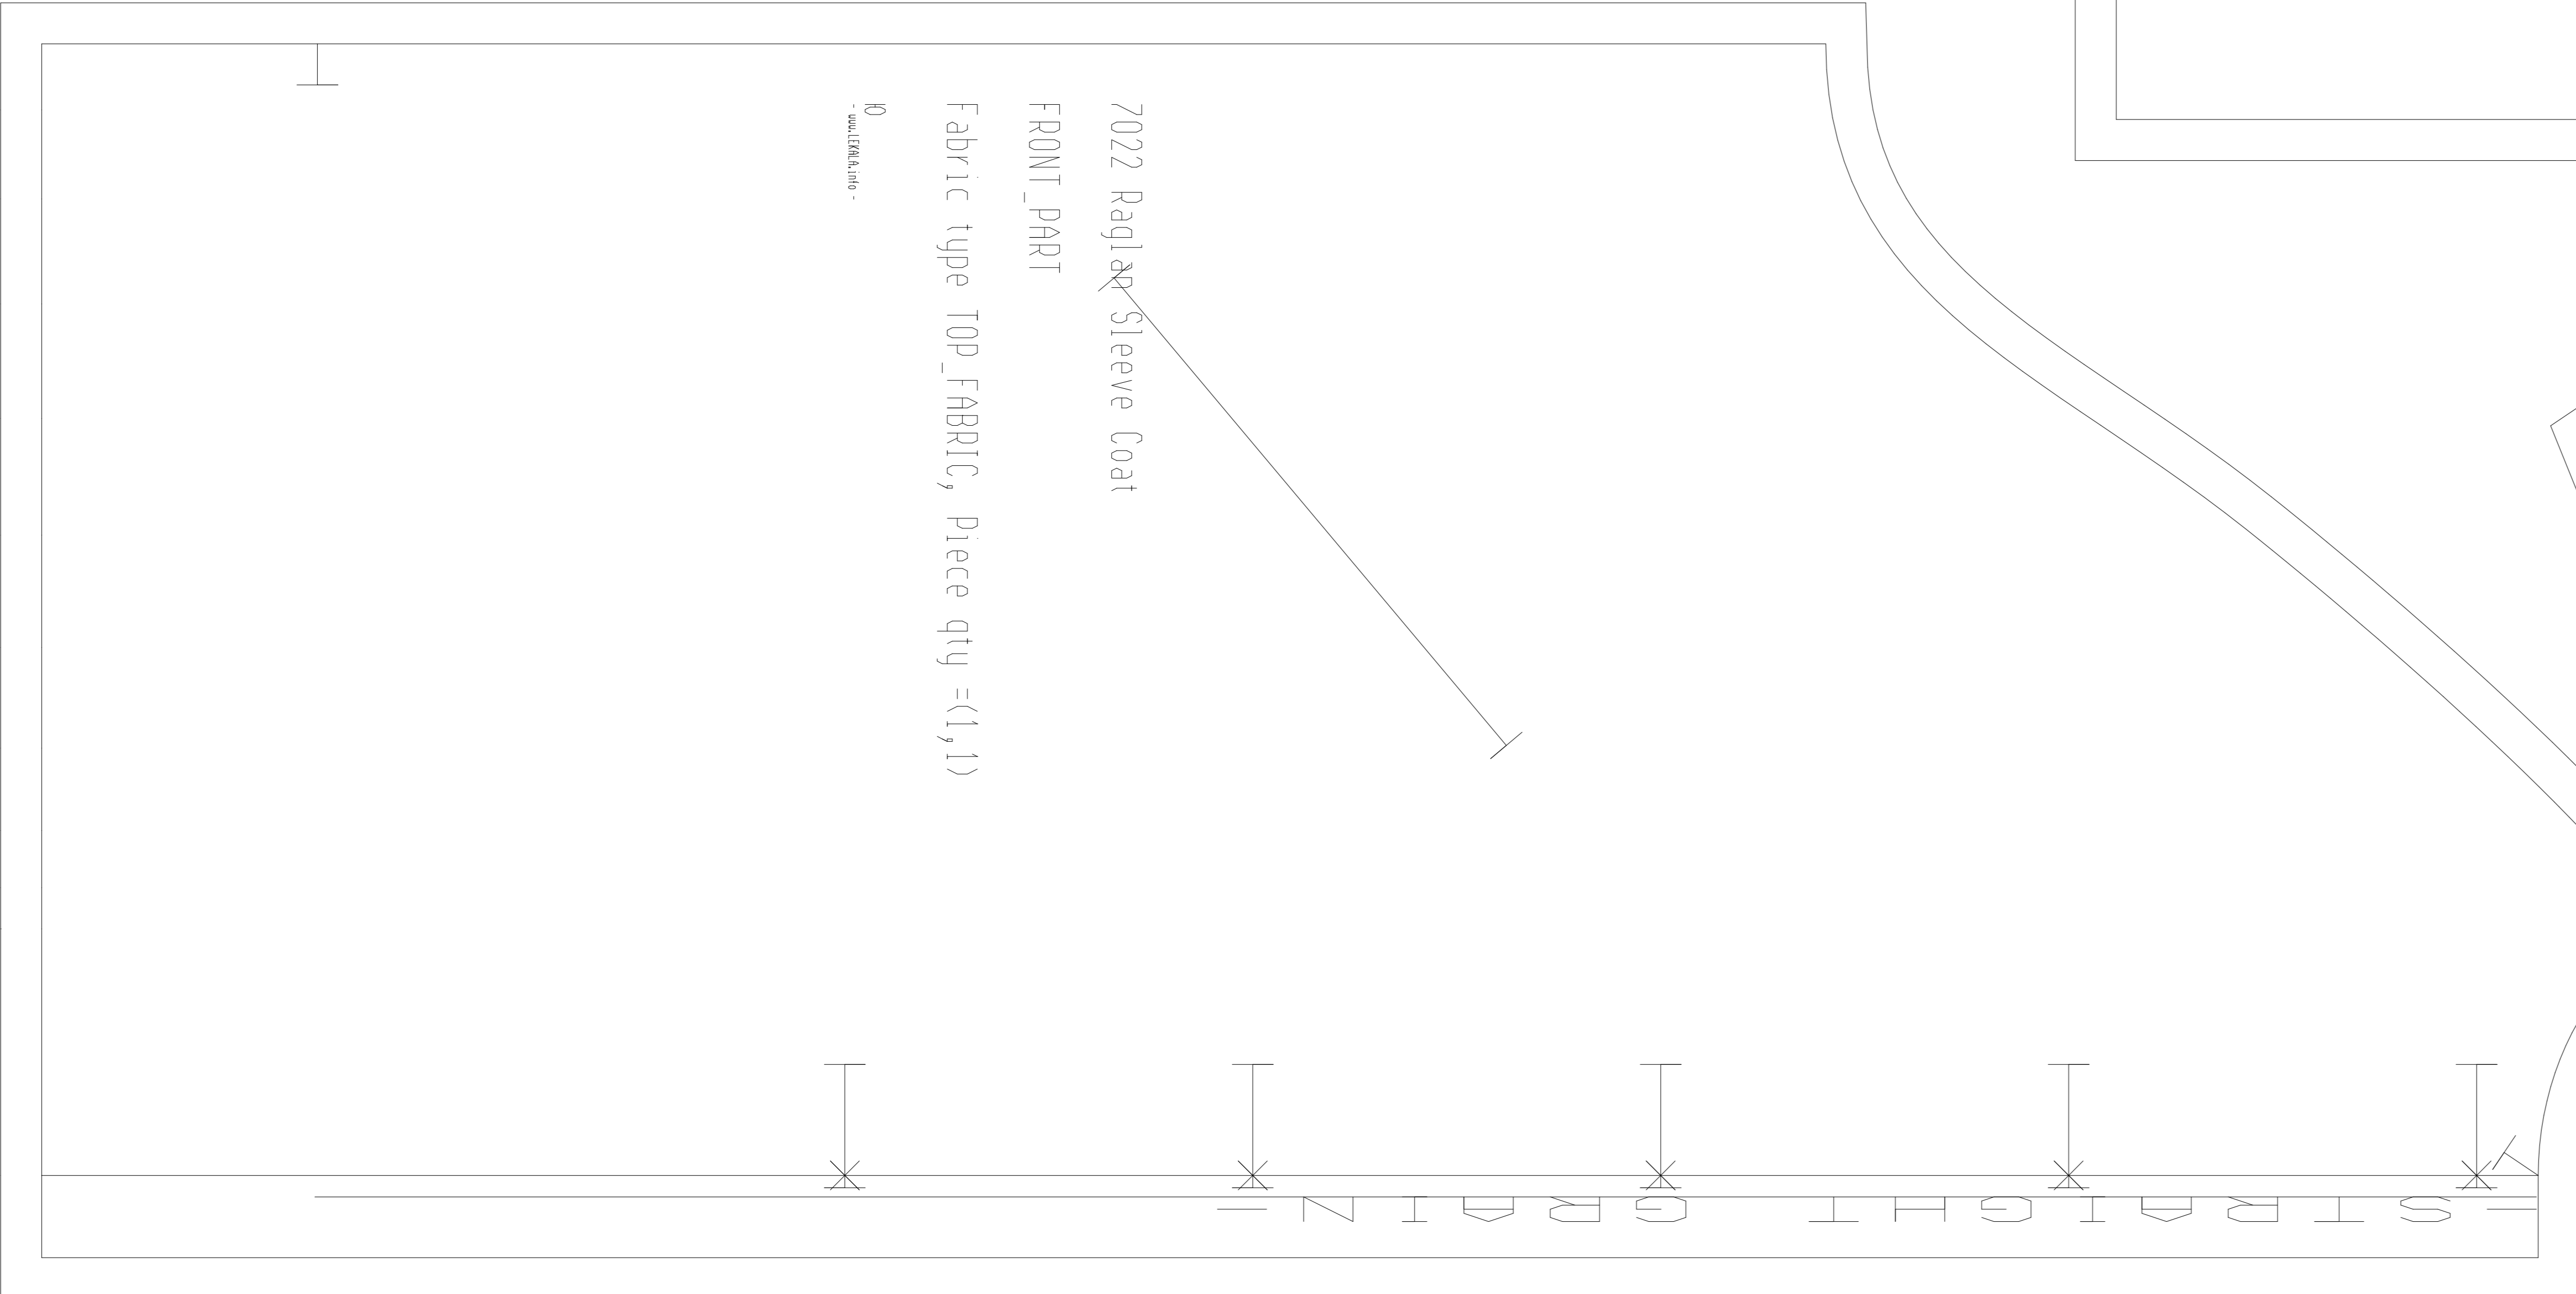 7022 Raglan Sleeve Coat
FRONT_PART
Fabric type TOP_FABRIC, piece qty =(1,1)
- www.LEKALA.info -
|STRAIGHT GRAIN|